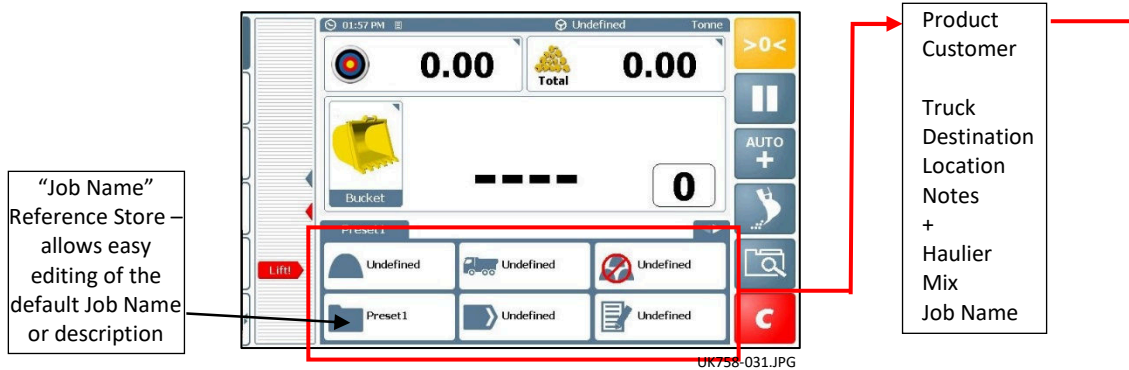 01:57 PM
Undefined
Tonne
0.00
Total
0.00
>0<
AUTO
+
Bucket
----
0
Preset1
Lift!
Undefined
Undefined
Undefined
Preset1
Undefined
Undefined
C
UK758-031.JPG
“Job Name”
Reference Store –
allows easy
editing of the
default Job Name
or description
Product
Customer
Truck
Destination
Location
Notes
+
Haulier
Mix
Job Name